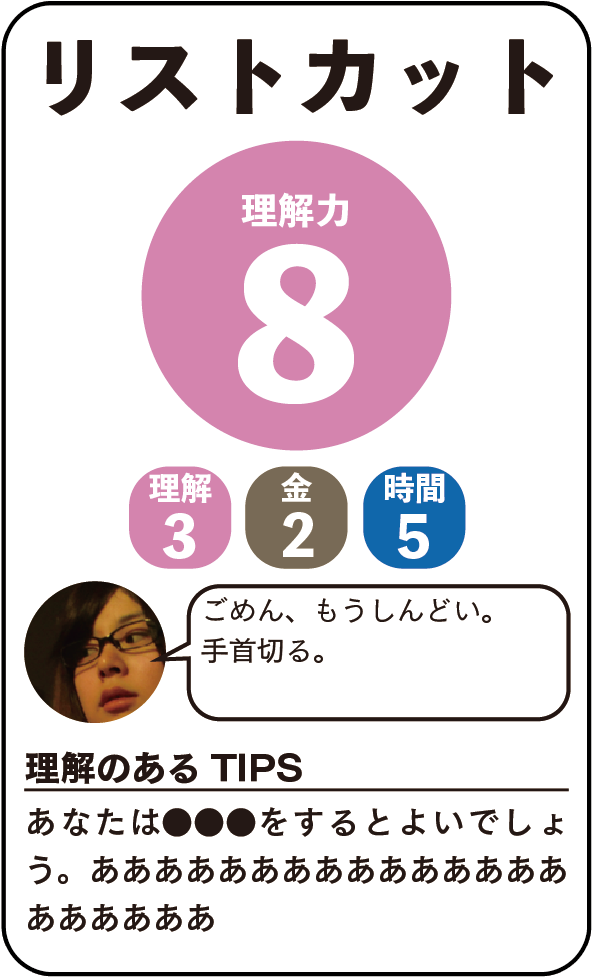 リストカット
理解力
8
理解
3
金
2
時間
5
ごめん、もうしんどい。
手首切る。
理解のある TIPS
あなたは●●●をするとよいでしょ
う。あああああああああああああああ
ああああああ